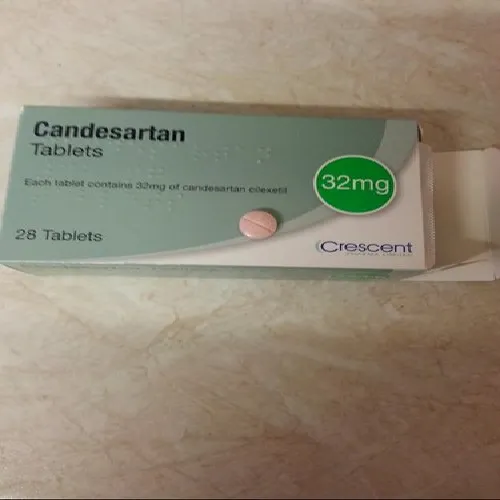 Candesartan
Tablets
Each tablet contains 32mg of candesartan cilexetil
32mg
28 Tablets
Crescent